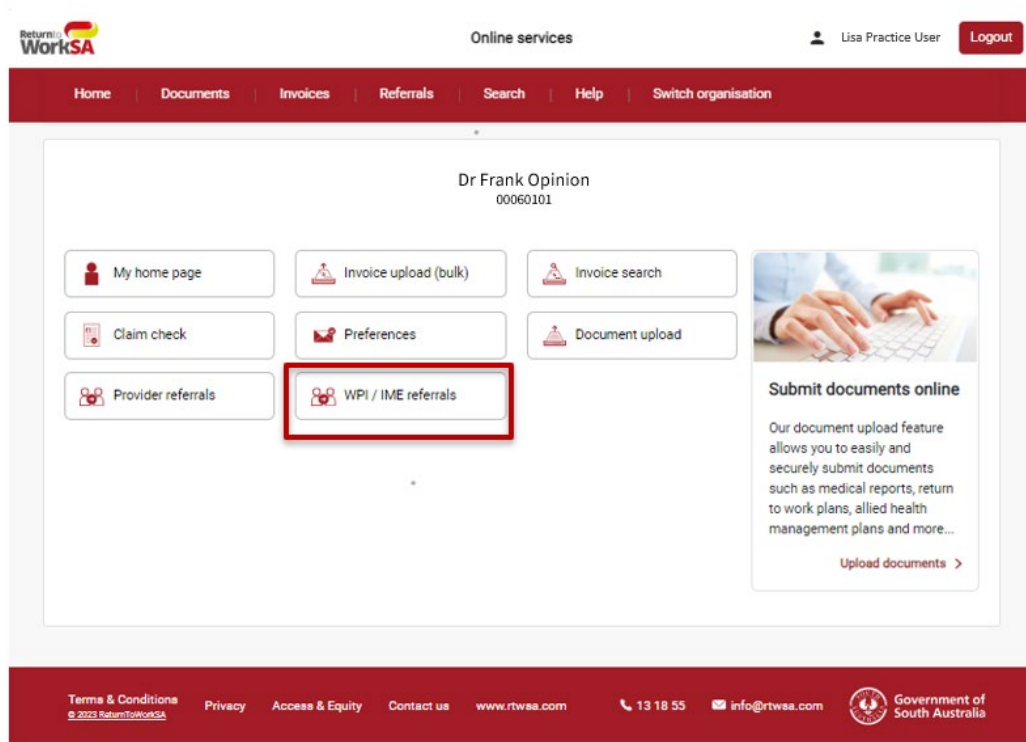 Return to
WorkSA
Online services
Lisa Practice User
Logout
Home
Documents
Invoices
Referrals
Search
Help
Switch organisation
Dr Frank Opinion
00060101
My home page
Invoice upload (bulk)
Invoice search
Claim check
Preferences
Document upload
Provider referrals
WPI / IME referrals
Submit documents online
Our document upload feature
allows you to easily and
securely submit documents
such as medical reports, return
to work plans, allied health
management plans and more...
Upload documents
Terms & Conditions
© 2023 ReturnToWorkSA
Privacy
Access & Equity
Contact us
www.rtwsa.com
13 18 55
info@rtwsa.com
Government of
South Australia